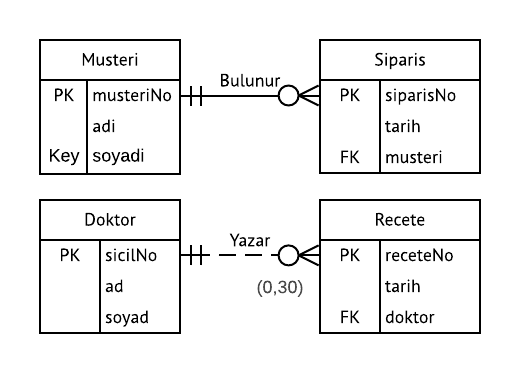 Musteri
PK musteriNo
adi
Key soyadi
Bulunur
Siparis
PK siparisNo
tarih
FK musteri
Doktor
PK sicilNo
ad
soyad
Yazar
(0,30)
Recete
PK receteNo
tarih
FK doktor